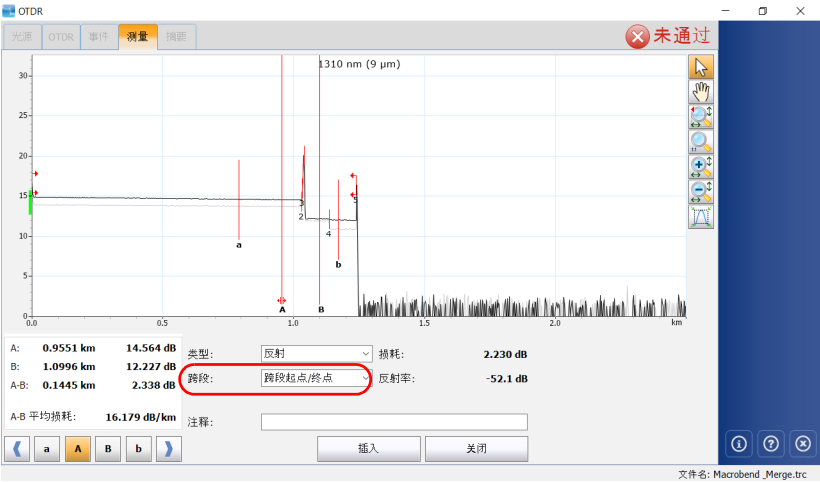 OTDR
光源 OTDR 事件 测量 摘要
未通过
1310 nm (9 µm)
30
25
20
15
10
5
0
3
2
5
4
a
b
A B
0.0 0.5 1.0 1.5 2.0 km
A: 0.9551 km 14.564 dB
B: 1.0996 km 12.227 dB
A-B: 0.1445 km 2.338 dB
A-B 平均损耗: 16.179 dB/km
类型: 反射 损耗: 2.230 dB
跨段: 跨段起点/终点 反射率: -52.1 dB
注释:
a A B b
插入 关闭
文件名: Macrobend _Merge.trc